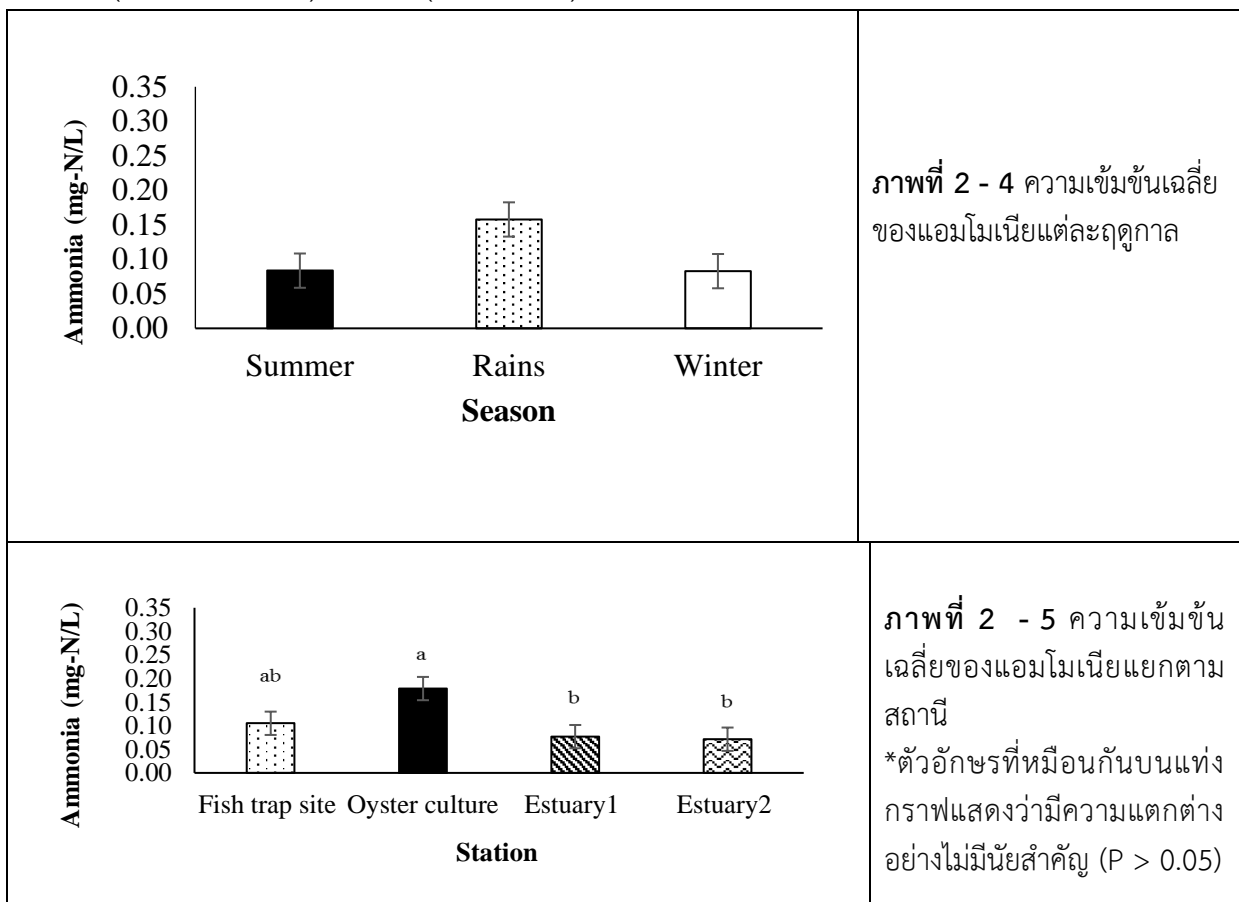 0.35
0.30
0.25
0.20
0.15
0.10
0.05
0.00
Ammonia (mg-N/L)
Summer Rains Winter
Season
ภาพที่ 2 - 4 ความเข้มข้นเฉลี่ย
ของแอมโมเนียแต่ละฤดูกาล
0.35
0.30
0.25
0.20
0.15
0.10
0.05
0.00
Ammonia (mg-N/L)
ab a b b
Fish trap site Oyster culture Estuary1 Estuary2
Station
ภาพที่ 2 - 5 ความเข้มข้น
เฉลี่ยของแอมโมเนียแยกตาม
สถานี
*ตัวอักษรที่หมือนกันบนแท่ง
กราฟแสดงว่ามีความแตกต่าง
อย่างไม่มีนัยสำคัญ (P > 0.05)